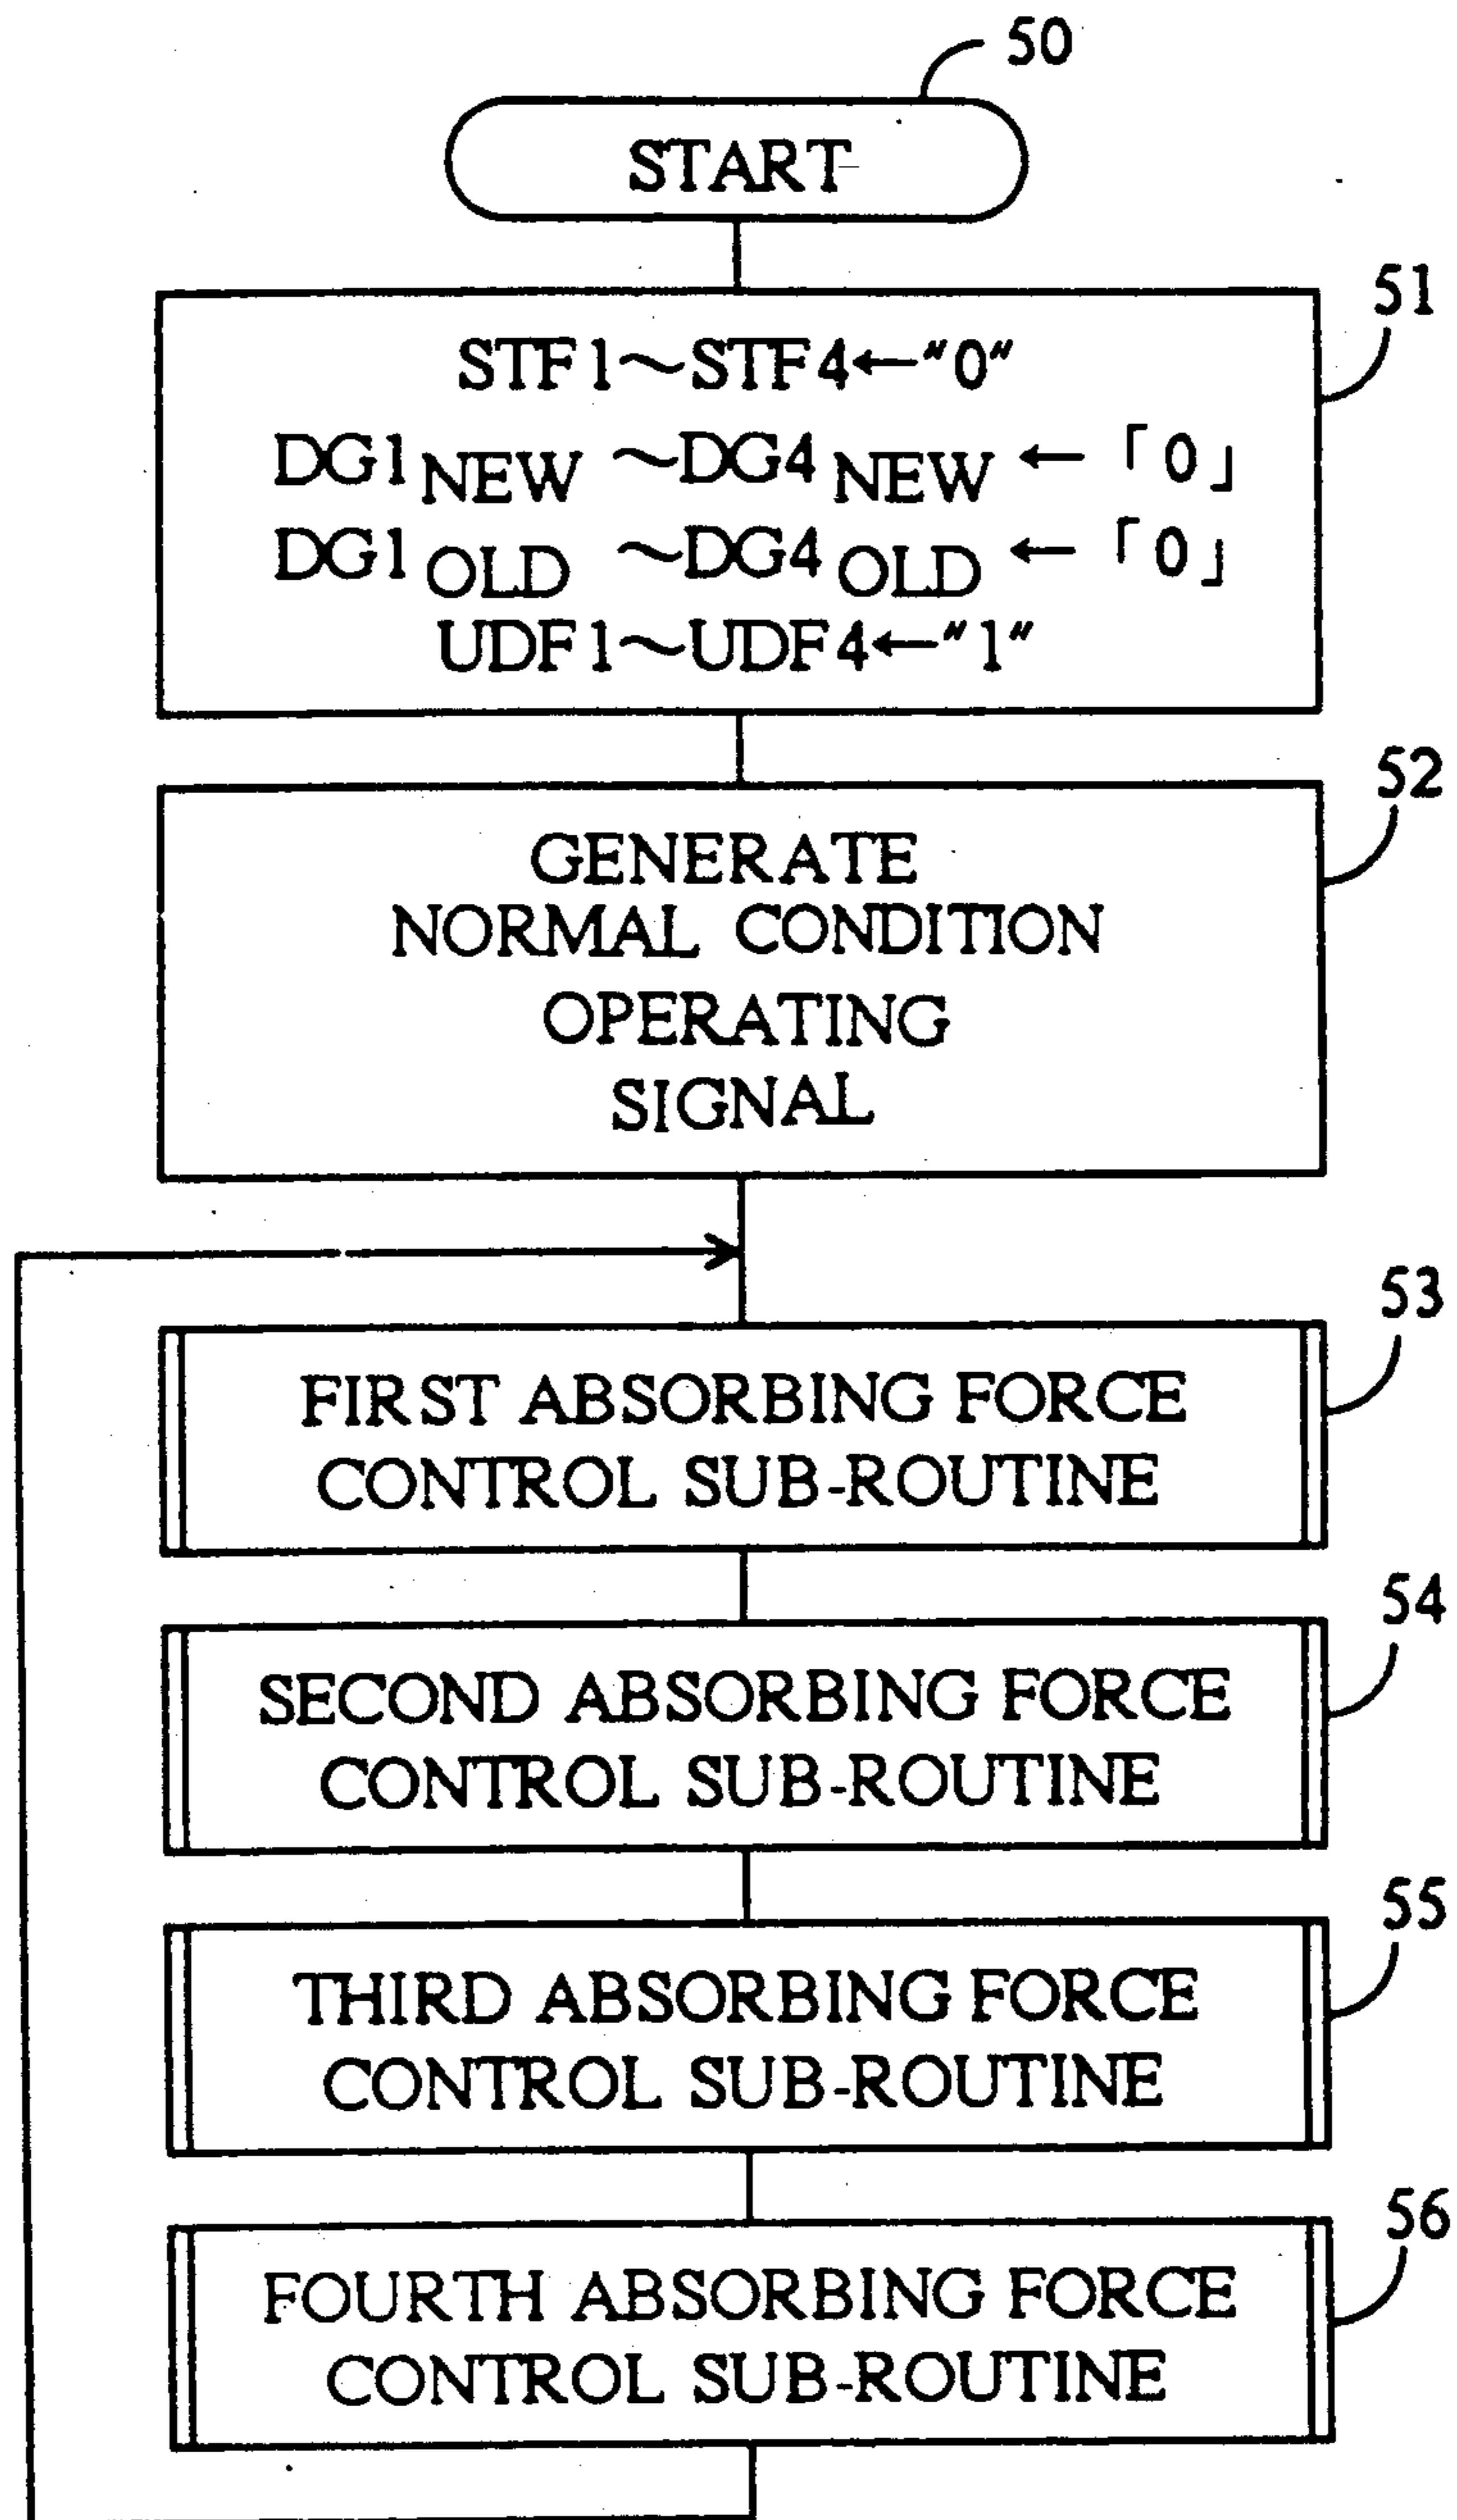 50
START
51
STF1～STF4←"0"
DG1NEW ～DG4NEW ← 「0」
DG1OLD ～DG4OLD ← 「0」
UDF1～UDF4←"1"
52
GENERATE
NORMAL CONDITION
OPERATING
SIGNAL
53
FIRST ABSORBING FORCE
CONTROL SUB-ROUTINE
54
SECOND ABSORBING FORCE
CONTROL SUB-ROUTINE
55
THIRD ABSORBING FORCE
CONTROL SUB-ROUTINE
56
FOURTH ABSORBING FORCE
CONTROL SUB-ROUTINE